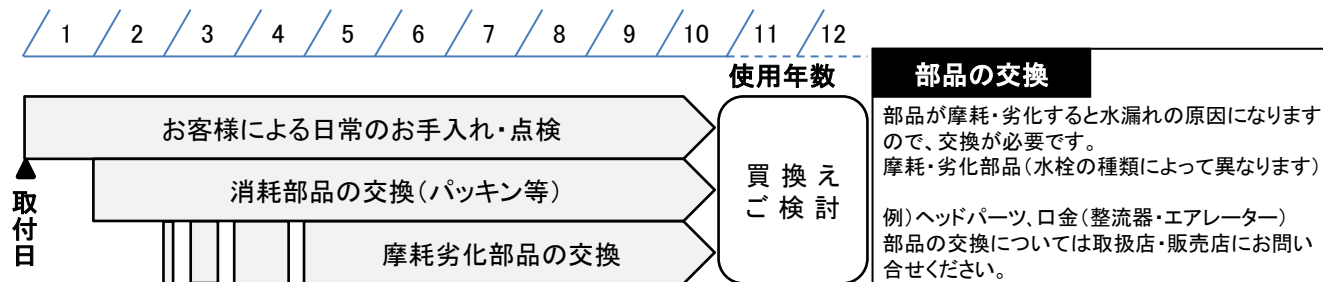 1 2 3 4 5 6 7 8 9 10 11 12
使用年数
お客様による日常のお手入れ・点検
取付日
消耗部品の交換(パッキン等)
摩耗劣化部品の交換
買換え
ご検討
部品の交換
部品が摩耗・劣化すると水漏れの原因になります
ので、交換が必要です。
摩耗・劣化部品(水栓の種類によって異なります)
例)ヘッドパーツ、口金(整流器・エアレーター)
部品の交換については取扱店・販売店にお問い
合せください。